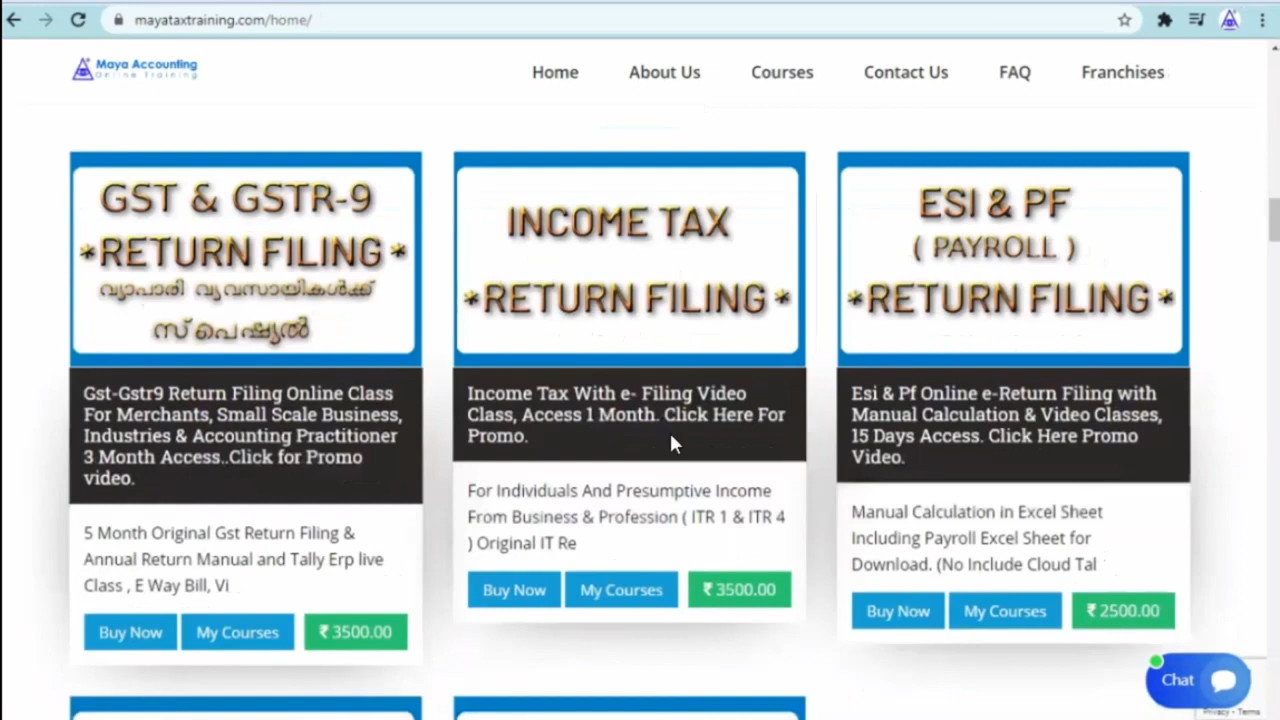 mayataxtraining.com/home/
Maya Accounting
Online Training
Home
About Us
Courses
Contact Us
FAQ
Franchises
GST & GSTR-9
*RETURN FILING*
വ്യാപാരി വ്യവസായികൾക്ക്
സ്പെഷ്യൽ
Gst-Gstr9 Return Filing Online Class
For Merchants, Small Scale Business,
Industries & Accounting Practitioner
3 Month Access..Click for Promo
video.
5 Month Original Gst Return Filing &
Annual Return Manual and Tally Erp live
Class , E Way Bill, Vi
Buy Now
My Courses
₹ 3500.00
INCOME TAX
*RETURN FILING*
Income Tax With e- Filing Video
Class, Access 1 Month. Click Here For
Promo.
For Individuals And Presumptive Income
From Business & Profession ( ITR 1 & ITR 4
) Original IT Re
Buy Now
My Courses
₹ 3500.00
ESI & PF
( PAYROLL )
*RETURN FILING*
Esi & Pf Online e-Return Filing with
Manual Calculation & Video Classes,
15 Days Access. Click Here Promo
Video.
Manual Calculation in Excel Sheet
Including Payroll Excel Sheet for
Download. (No Include Cloud Tal
Buy Now
My Courses
₹ 2500.00
Chat
Privacy - Terms